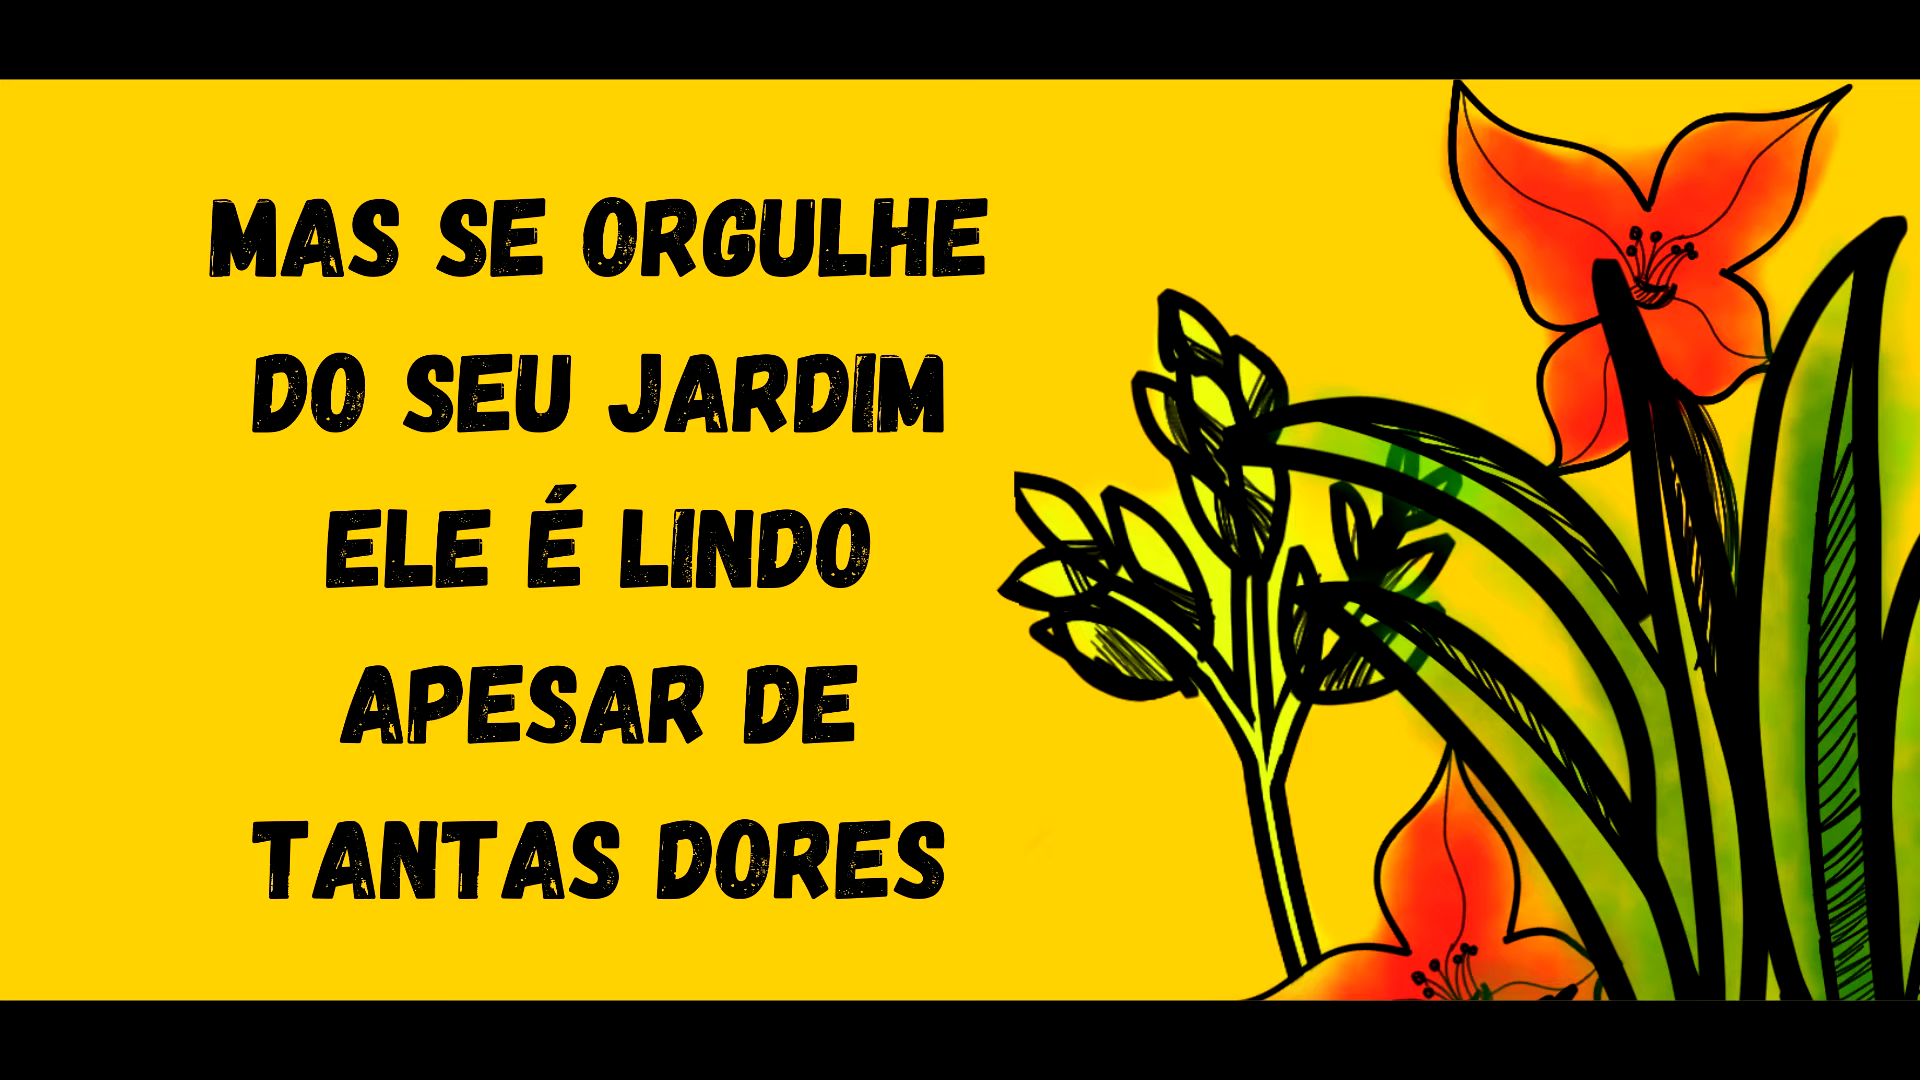 MAS SE ORGULHE
DO SEU JARDIM
ELE É LINDO
APESAR DE
TANTAS DORES